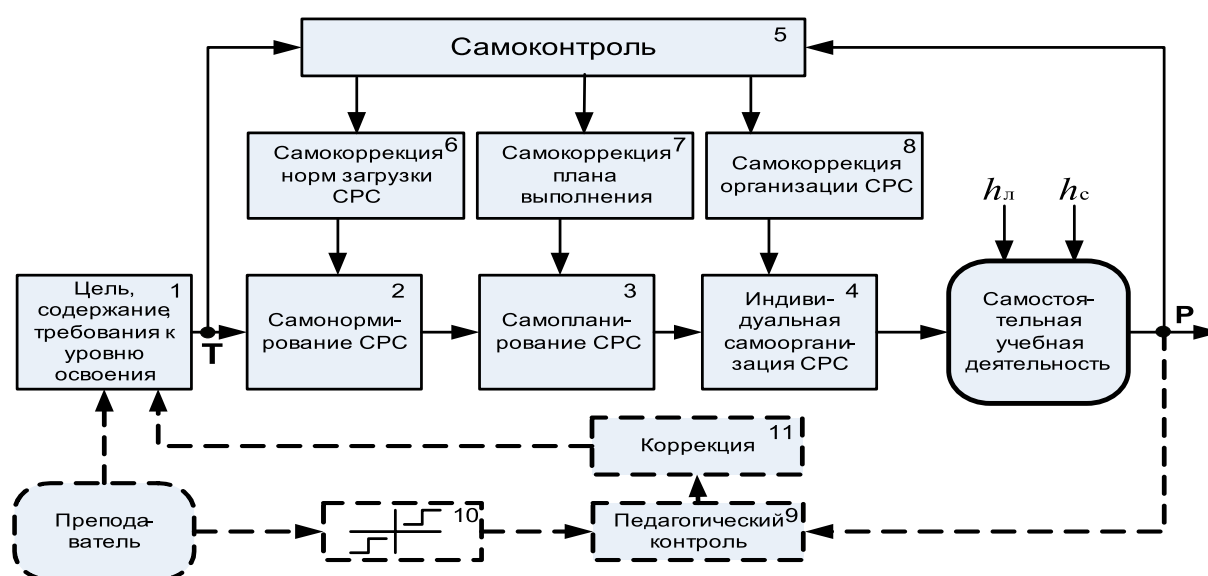 Самоконтроль
5
Самокоррекция
норм загрузки
СРС
6
Самокоррекция
плана
выполнения
7
Самокоррекция
организации СРС
8
hл
hс
Цель,
содержание,
требования к
уровню
освоения
1
Т
Самонорми-
рование СРС
2
Самоплани-
рование СРС
3
Индиви-
дуальная
самооргани-
зация СРС
4
Самостоя-
тельная
учебная
деятельность
Р
Коррекция
11
Препода-
ватель
10
Педагогический
контроль
9